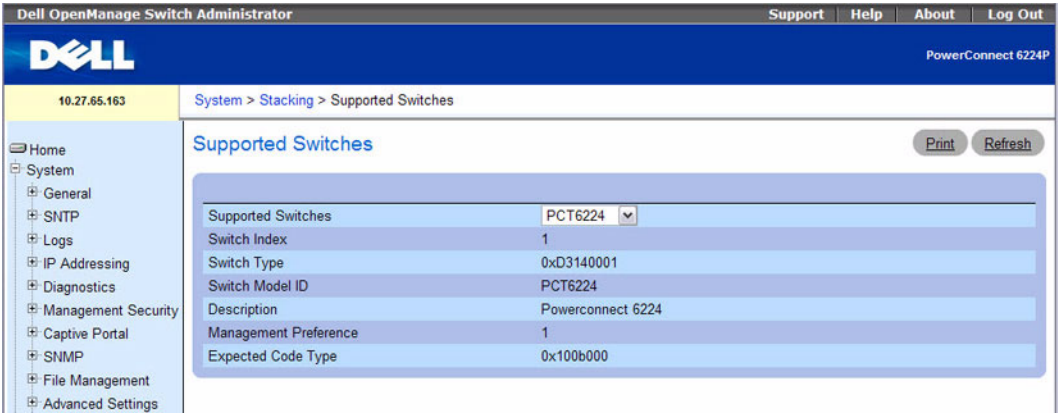 Dell OpenManage Switch Administrator Support Help About Log Out
DELL
PowerConnect 6224P
10.27.65.163
System > Stacking > Supported Switches
Home
System
General
SNTP
Logs
IP Addressing
Diagnostics
Management Security
Captive Portal
SNMP
File Management
Advanced Settings
Supported Switches
Print Refresh
Supported Switches PCT6224
Switch Index 1
Switch Type 0xD3140001
Switch Model ID PCT6224
Description Powerconnect 6224
Management Preference 1
Expected Code Type 0x100b000